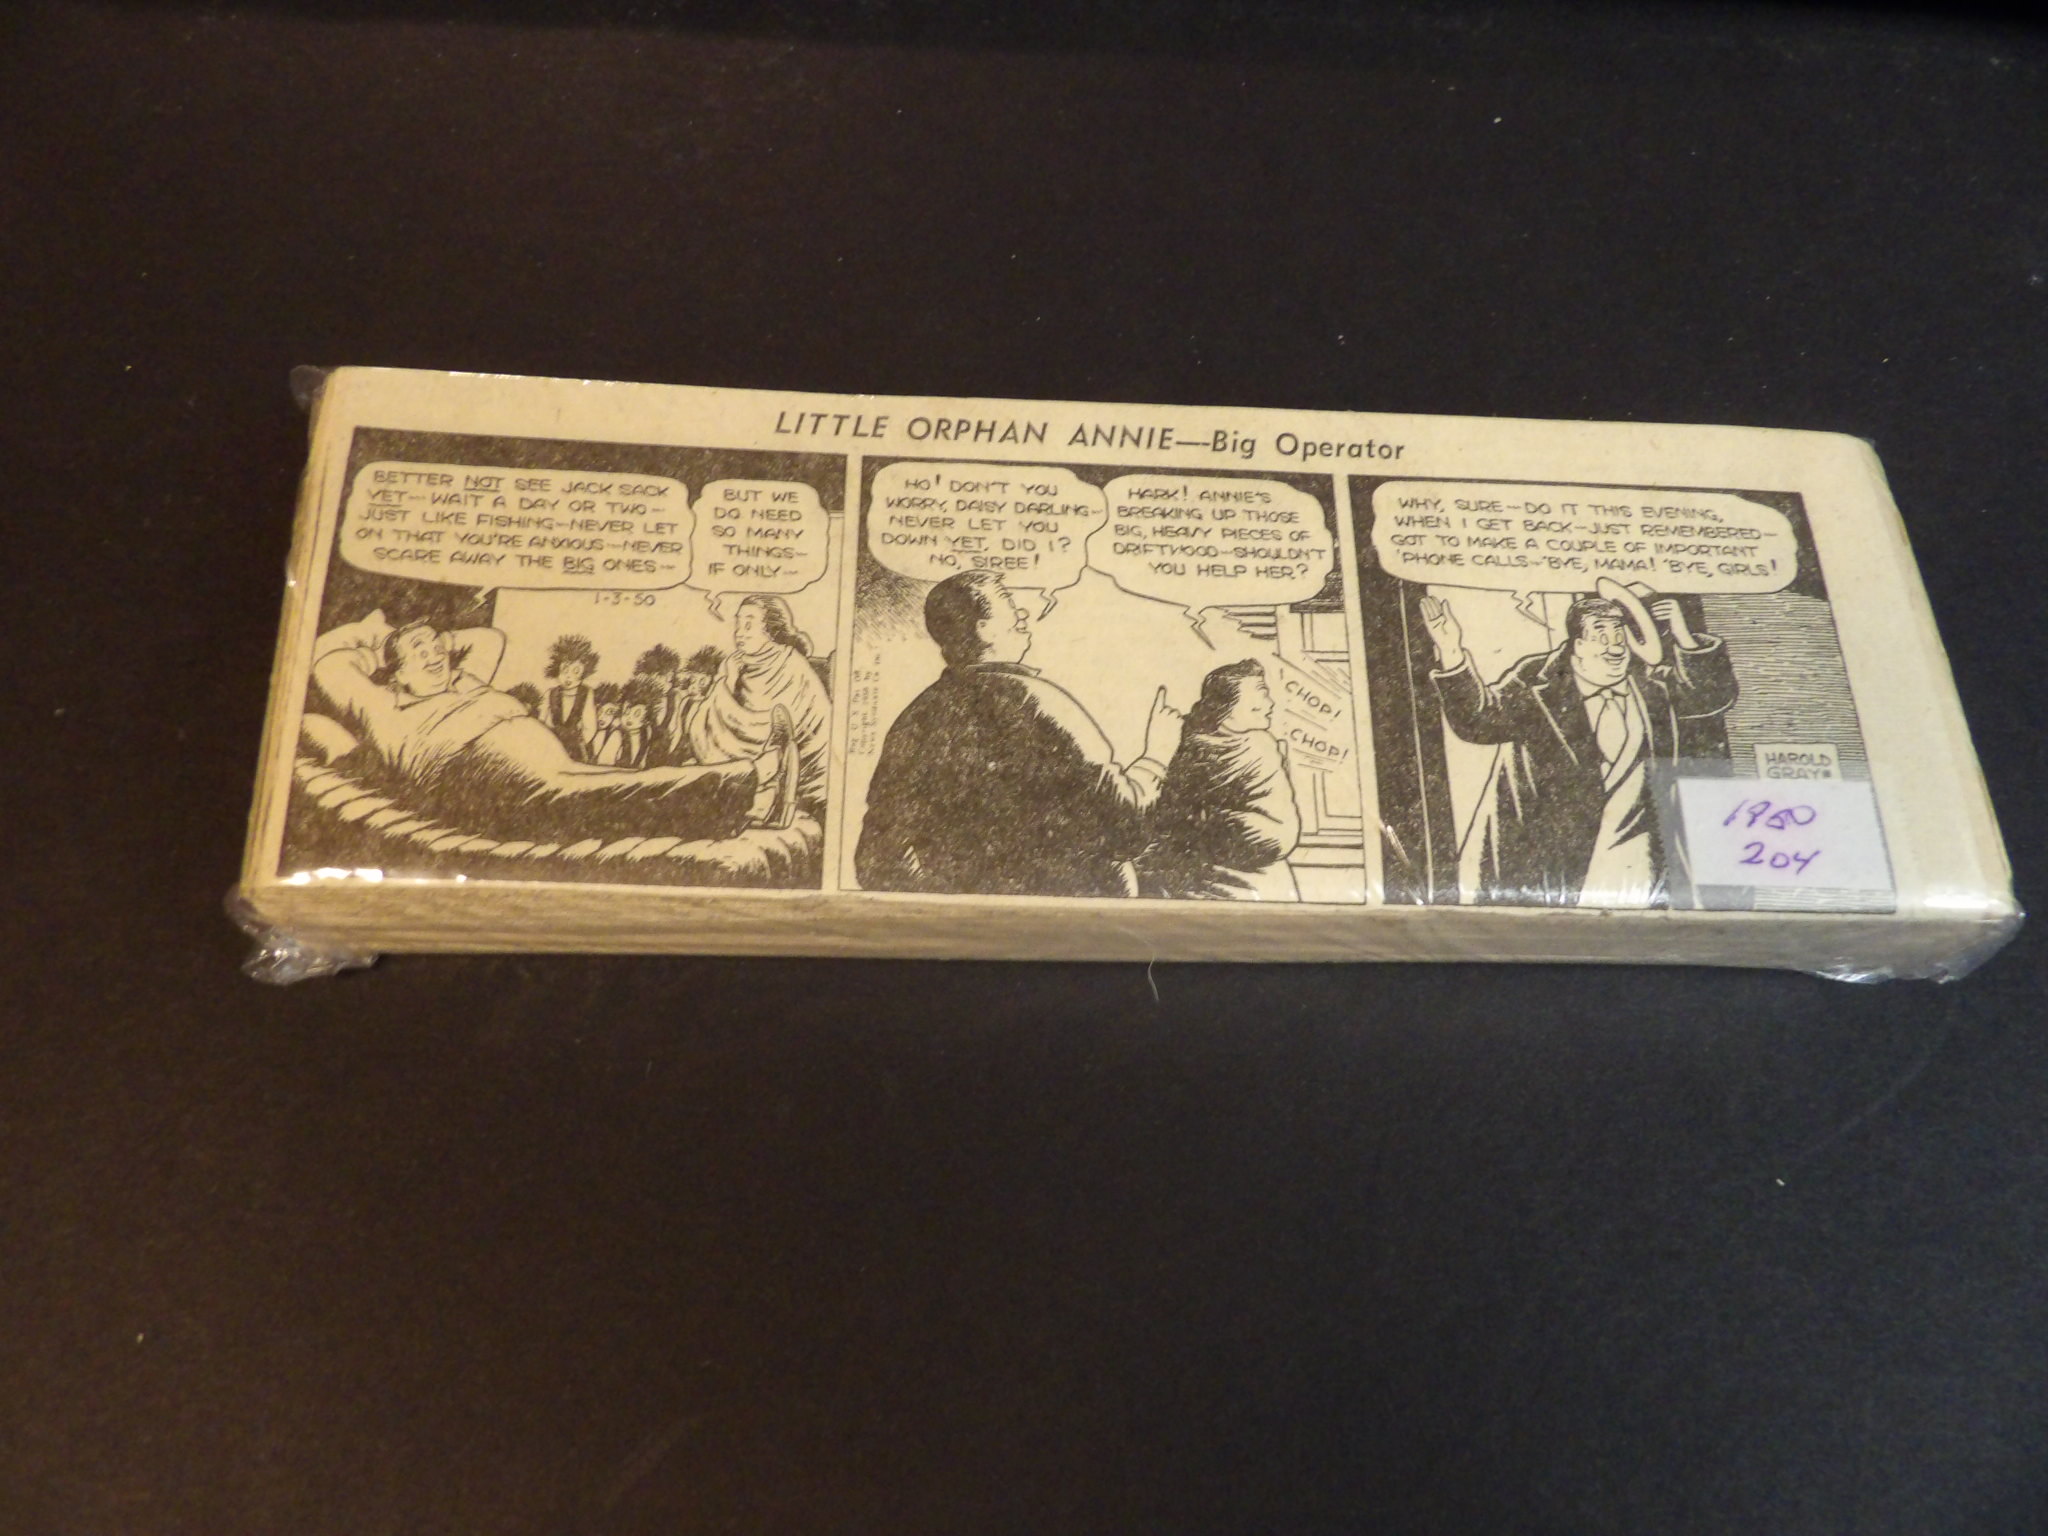 LITTLE ORPHAN ANNIE—Big Operator
BETTER NOT SEE JACK SACK
YET-- WAIT A DAY OR TWO--
JUST LIKE FISHING--NEVER LET
ON THAT YOU'RE ANXIOUS--NEVER
SCARE AWAY THE BIG ONES--
BUT WE
DO NEED
SO MANY
THINGS--
IF ONLY--
1-3-50
HO! DON'T YOU
WORRY, DAISY DARLING--
NEVER LET YOU
DOWN YET, DID I?
NO, SIREE!
HARK! ANNIE'S
BREAKING UP THOSE
BIG, HEAVY PIECES OF
DRIFTWOOD--SHOULDN'T
YOU HELP HER?
CHOP!
CHOP!
WHY, SURE--DO IT THIS EVENING,
WHEN I GET BACK--JUST REMEMBERED--
GOT TO MAKE A COUPLE OF IMPORTANT
'PHONE CALLS--'BYE, MAMA! 'BYE, GIRLS!
HAROLD
GRAY
1950
204